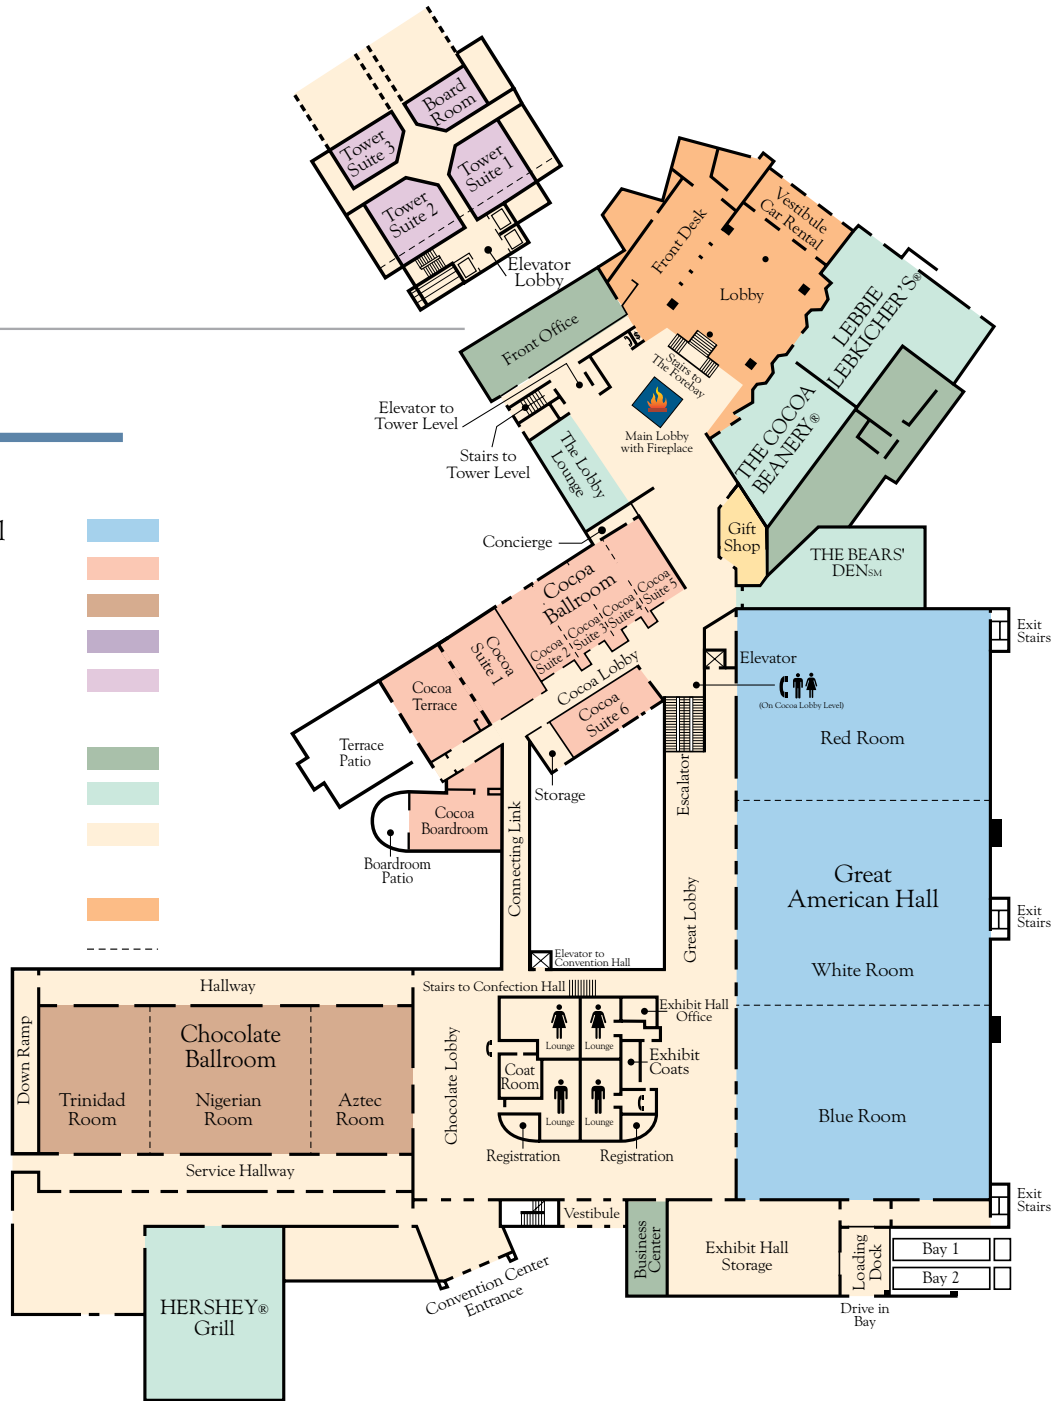 Board
Room
Tower
Suite 3
Tower
Suite 1
Tower
Suite 2
Elevator
Lobby
Vestibule
Car Rental
Front Desk
Lobby
LEBBIE
LEBKICHER'S®
Front Office
Stairs to
The Forebay
Elevator to
Tower Level
Main Lobby
with Fireplace
THE COCOA
BEANERY®
Stairs to
Tower Level
The Lobby
Lounge
l
Gift
Shop
Concierge
THE BEARS'
DEN SM
Cocoa
Ballroom
Cocoa
Suite 5
Cocoa
Suite 4
Cocoa
Suite 3
Cocoa
Suite 2
Cocoa
Suite 1
Exit
Stairs
Elevator
Cocoa Lobby
Cocoa
Terrace
Cocoa
Suite 6
(On Cocoa Lobby Level)
Terrace
Patio
Red Room
Storage
Escalator
Cocoa
Boardroom
Connecting Link
Boardroom
Patio
Great
American Hall
Great Lobby
Exit
Stairs
Elevator to
Convention Hall
White Room
Hallway
Stairs to Confection Hall
Exhibit Hall
Office
Chocolate
Ballroom
Lounge
Lounge
Exhibit
Coats
Coat
Room
Down Ramp
Chocolate Lobby
Trinidad
Room
Nigerian
Room
Aztec
Room
Blue Room
Lounge
Lounge
Registration
Registration
Service Hallway
Exit
Stairs
Vestibule
Business
Center
Exhibit Hall
Storage
Loading
Dock
Bay 1
Bay 2
Convention Center
Entrance
HERSHEY®
Grill
Drive in
Bay